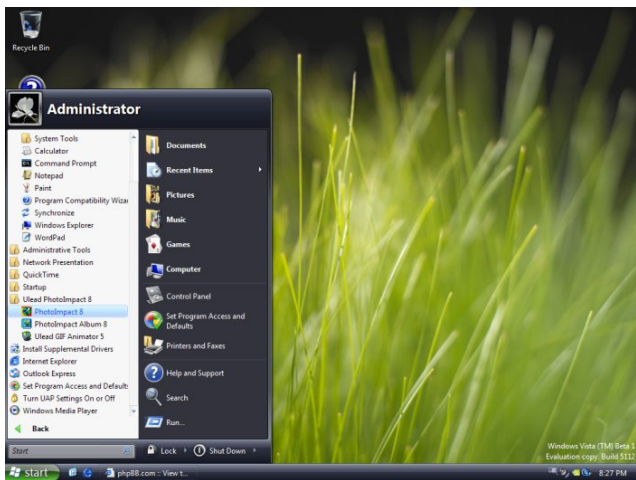 Recycle Bin
Administrator
System Tools
Calculator
Command Prompt
Notepad
Paint
Program Compatibility Wizar
Synchronize
Windows Explorer
WordPad
Administrative Tools
Network Presentation
QuickTime
Startup
Ulead PhotoImpact 8
PhotoImpact 8
PhotoImpact Album 8
Ulead GIF Animator 5
Install Supplemental Drivers
Internet Explorer
Outlook Express
Set Program Access and Defaults
Turn UAP Settings On or Off
Windows Media Player
Back
Start
Documents
Recent Items
Pictures
Music
Games
Computer
Control Panel
Set Program Access and
Defaults
Printers and Faxes
Help and Support
Search
Run...
Lock
Shut Down
Windows Vista (TM) Beta 1
Evaluation copy. Build 5112
start
php88.com :: View t...
8:27 PM